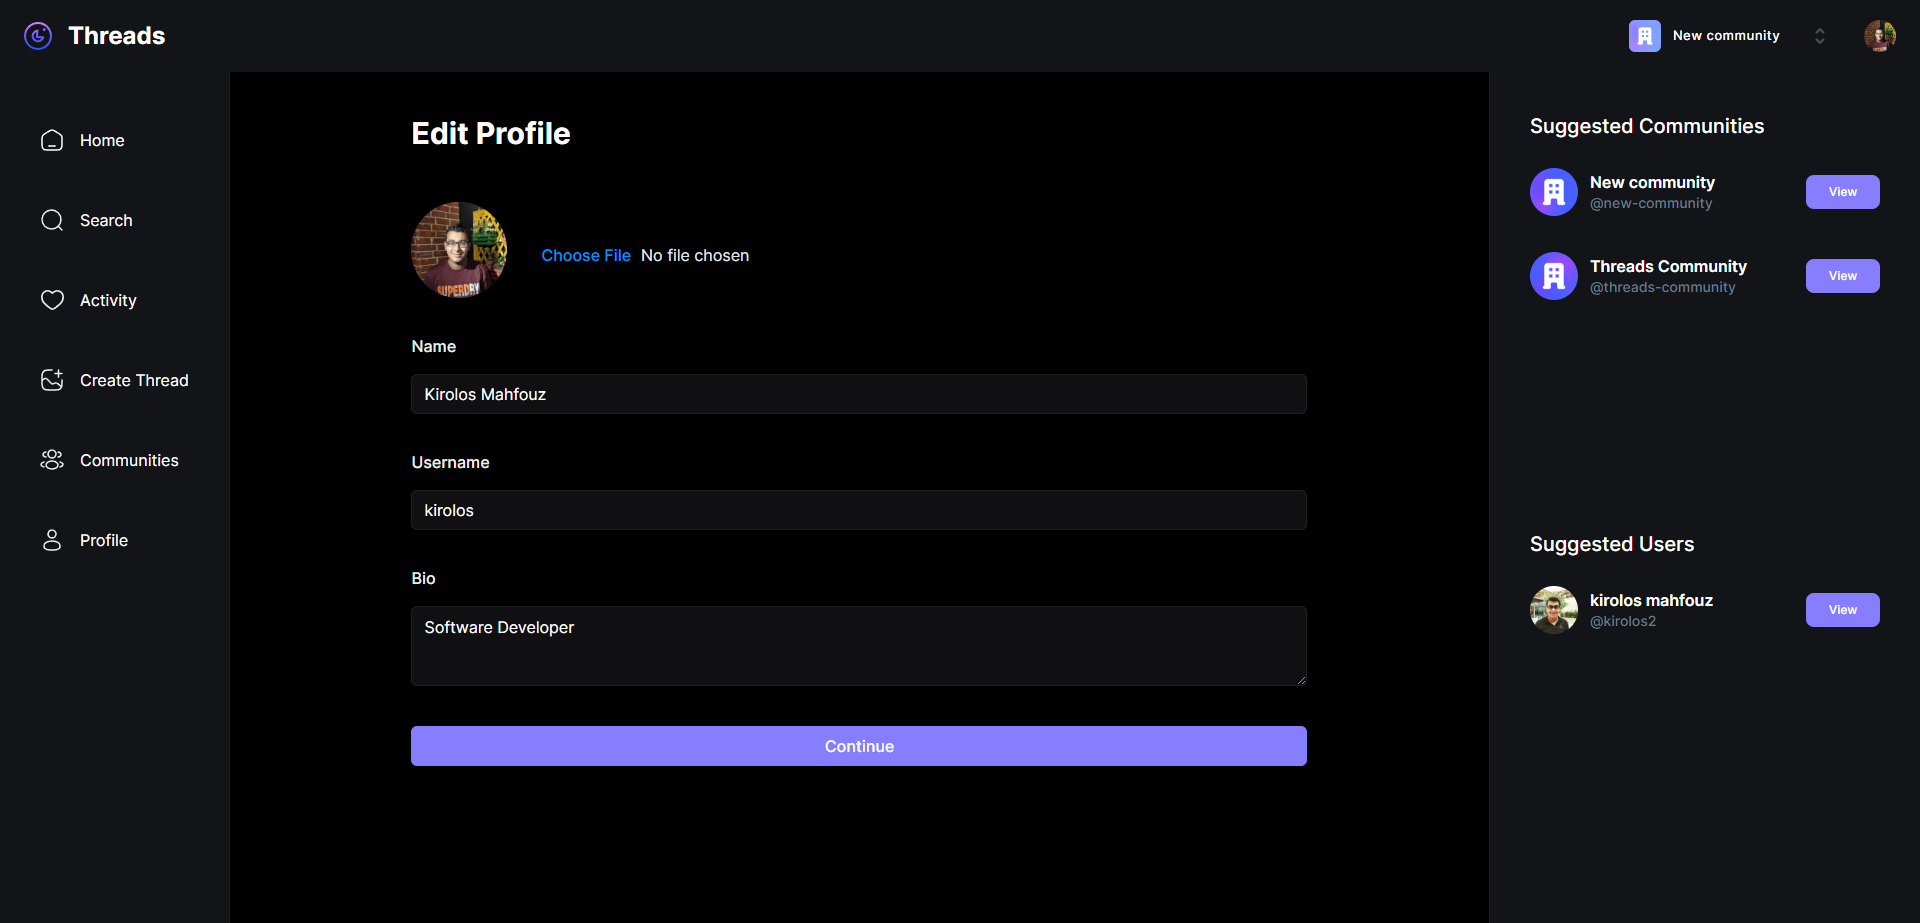 Threads
New community
Home
Search
Activity
Create Thread
Communities
Profile
Edit Profile
SUPERDRY
Choose File No file chosen
Name
Kirolos Mahfouz
Username
kirolos
Bio
Software Developer
Continue
Suggested Communities
New community
@new-community
View
Threads Community
@threads-community
View
Suggested Users
kirolos mahfouz
@kirolos2
View